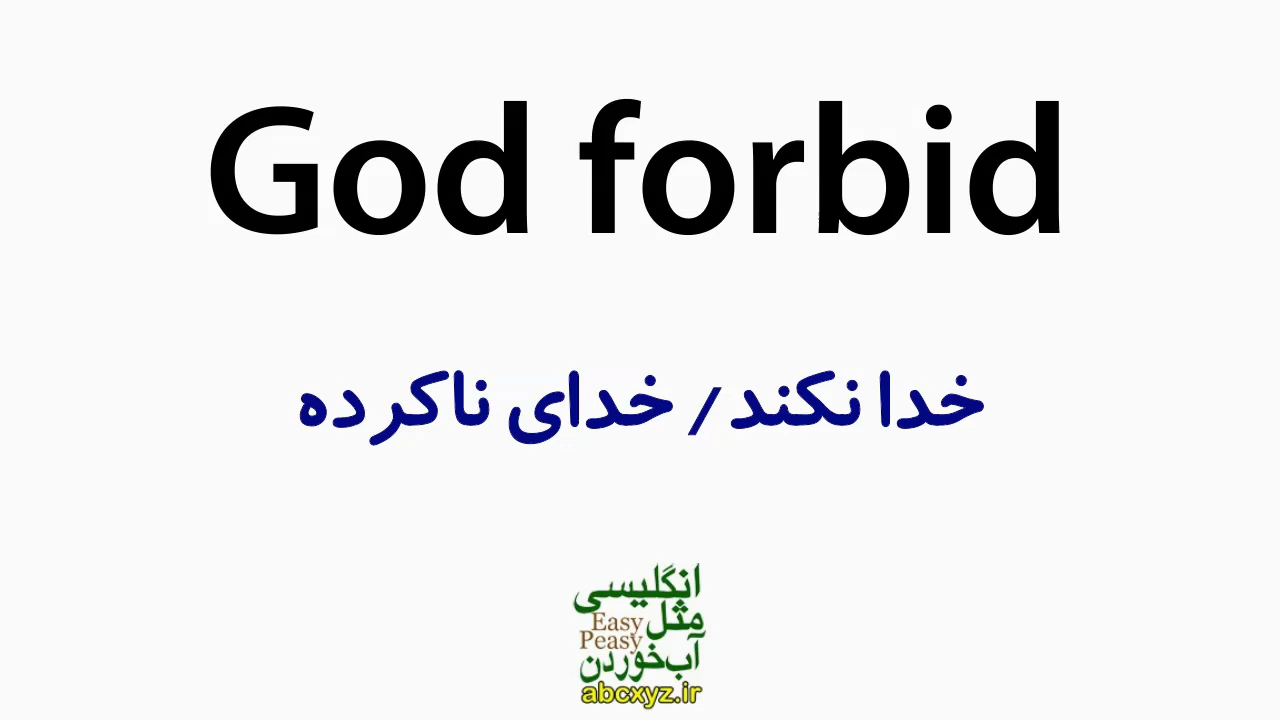 God forbid
خدا نکند / خدای ناکرده
انگلیسی
مثل Easy
Peasy
آب‌خوردن
abcxyz.ir